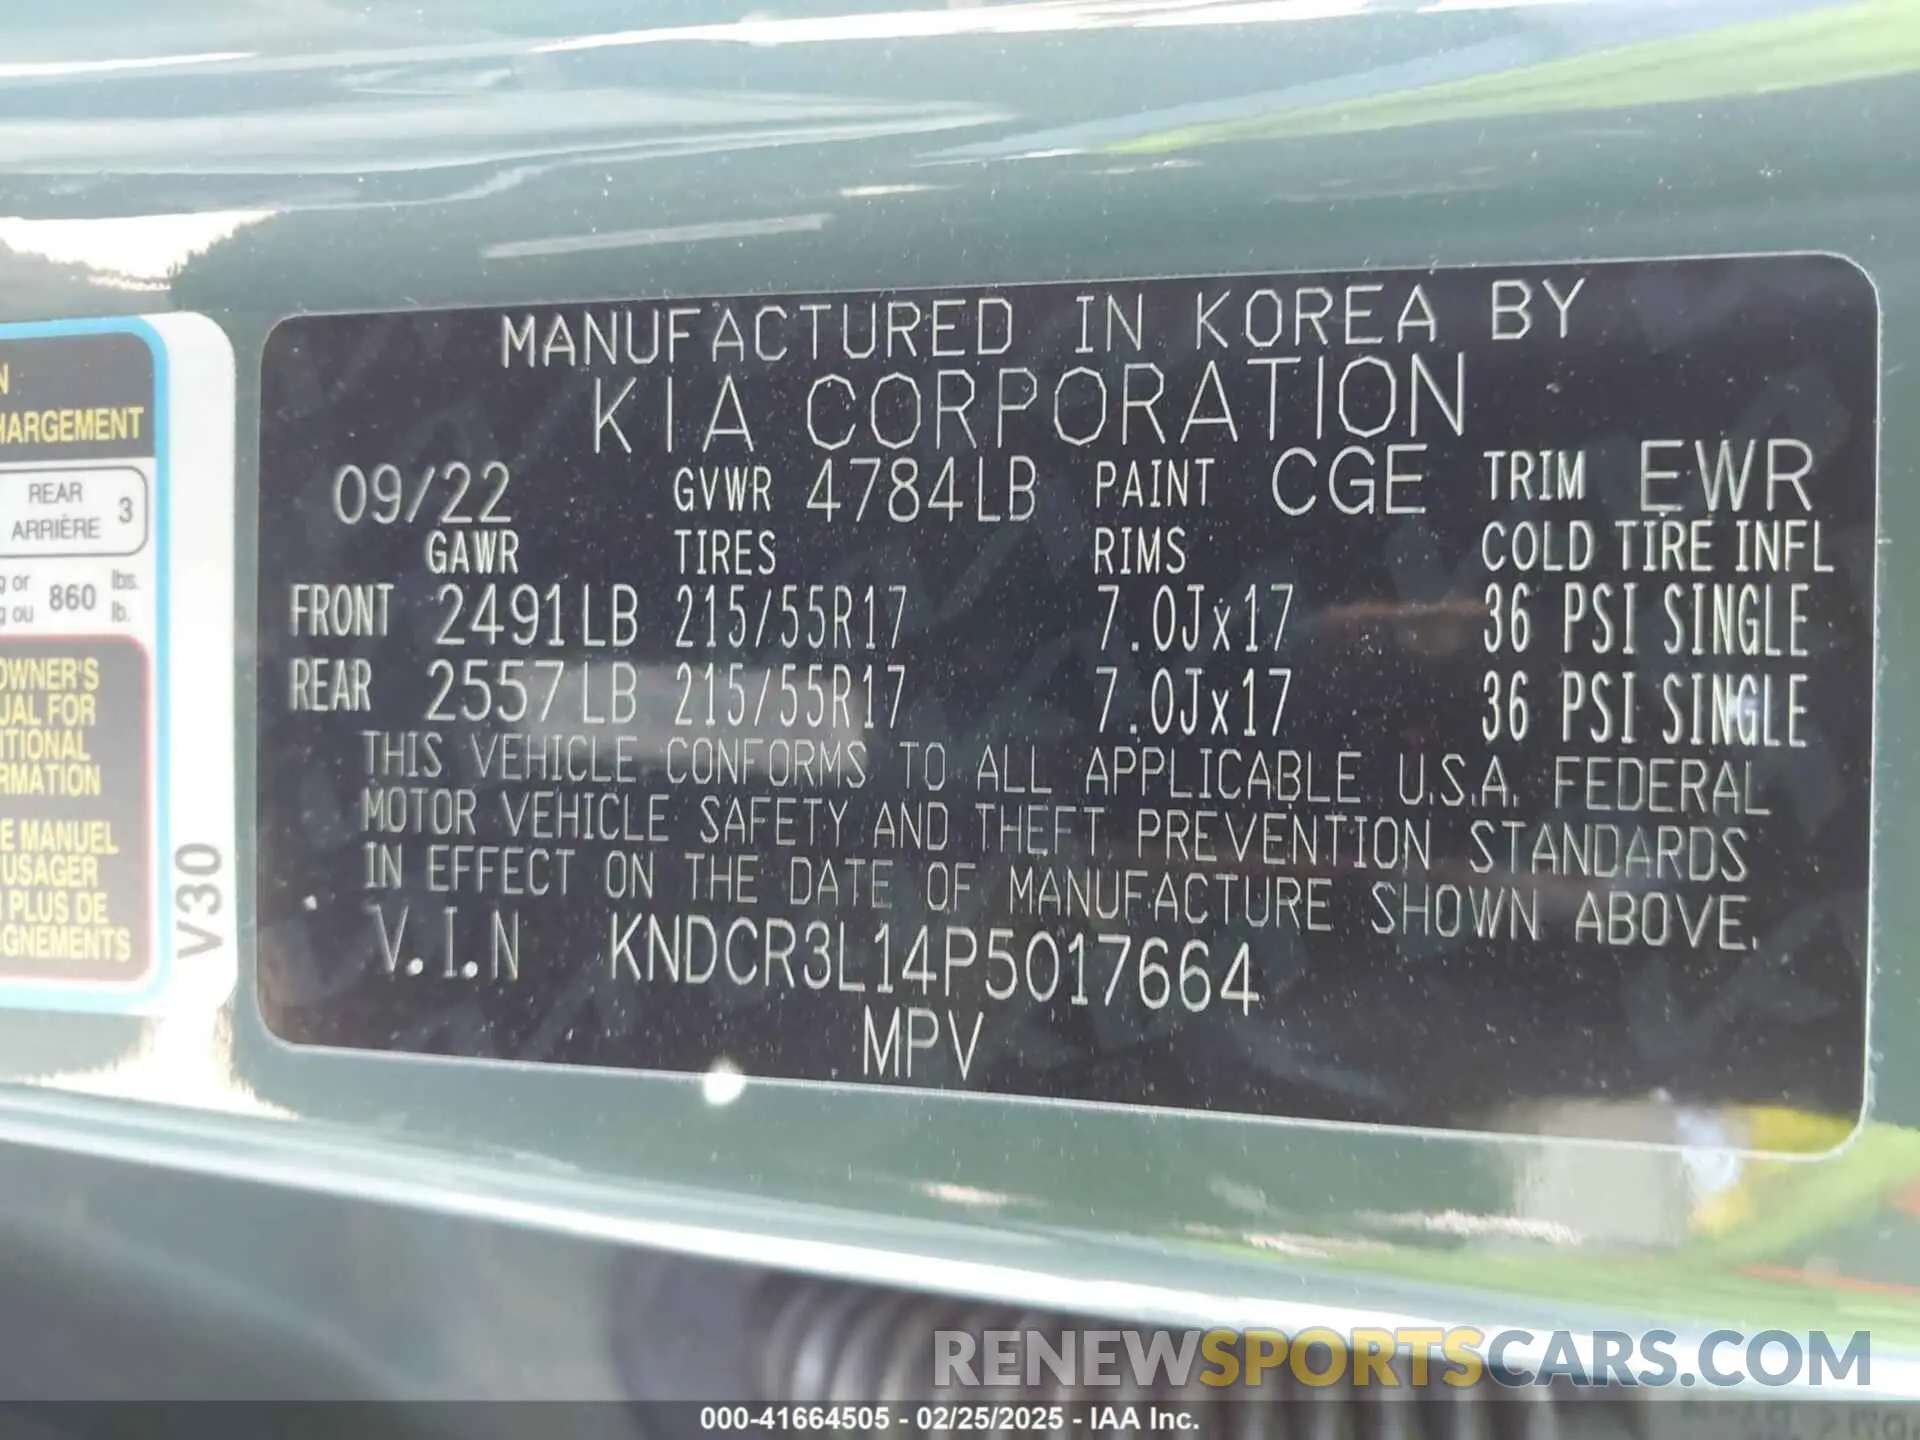 MANUFACTURED IN KOREA BY
KIA CORPORATION
09/22 GVWR 4784LB PAINT CGE TRIM EWR
GAWR TIRES RIMS COLD TIRE INFL
FRONT 2491LB 215/55R17 7.0Jx17 36 PSI SINGLE
REAR 2557LB 215/55R17 7.0Jx17 36 PSI SINGLE
THIS VEHICLE CONFORMS TO ALL APPLICABLE U.S.A. FEDERAL
MOTOR VEHICLE SAFETY AND THEFT PREVENTION STANDARDS
IN EFFECT ON THE DATE OF MANUFACTURE SHOWN ABOVE.
V.I.N KNDCR3L14P5017664
MPV
N
HARGEMENT
REAR
ARRIÈRE 3
g or 860 lbs.
g ou lb.
OWNER'S
UAL FOR
ITIONAL
RMATION
E MANUEL
USAGER
PLUS DE
GNEMENTS
V30
RENEWSPORTSCARS.COM
000-41664505 - 02/25/2025 - IAA Inc.